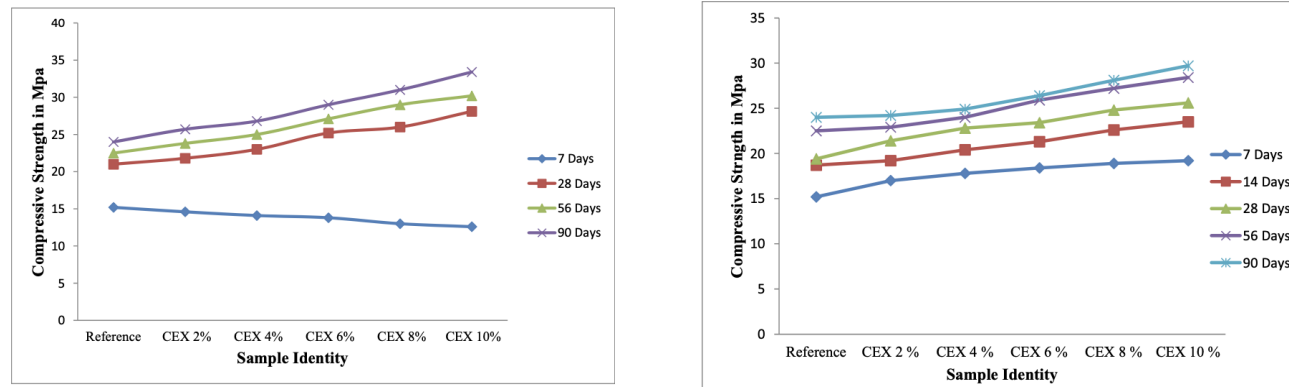 40
35
30
25
20
15
10
5
0
Compressive Strength in Mpa
Reference CEX 2% CEX 4% CEX 6% CEX 8% CEX 10%
Sample Identity
7 Days
28 Days
56 Days
90 Days
35
30
25
20
15
10
5
0
Compressive Strngth in Mpa
Reference CEX 2 % CEX 4 % CEX 6 % CEX 8 % CEX 10 %
Sample Identity
7 Days
14 Days
28 Days
56 Days
90 Days